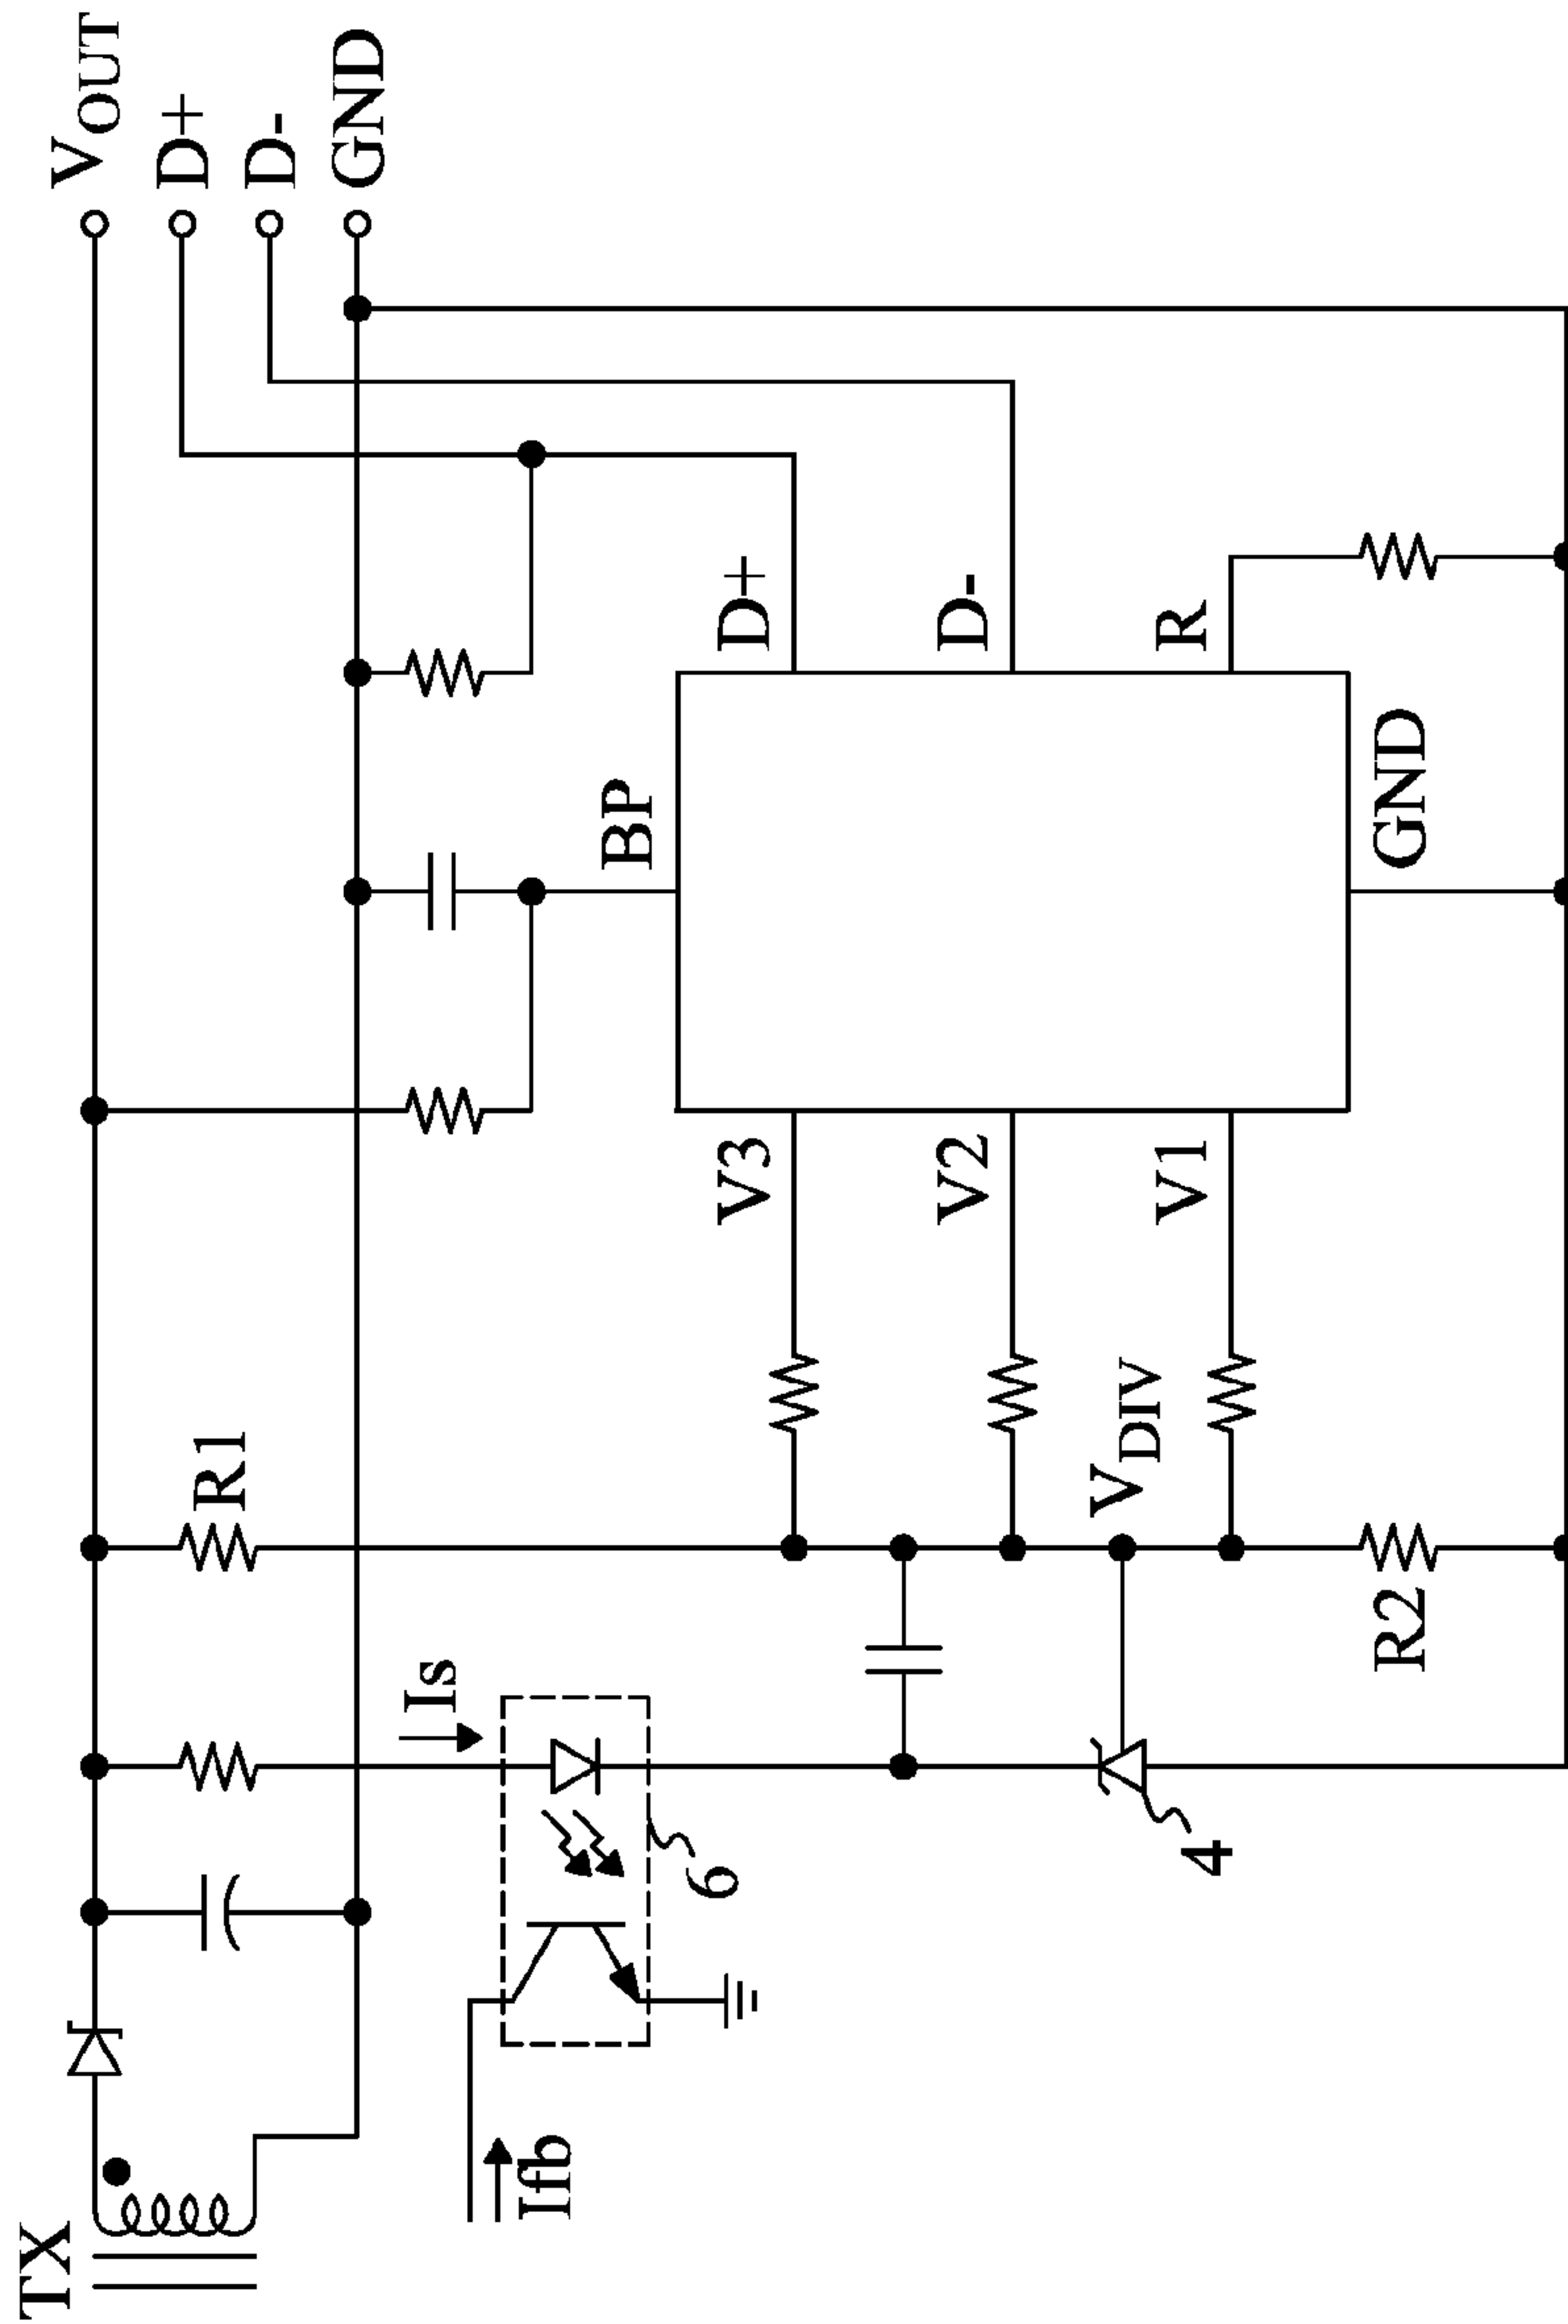 TX
VOUT
D+
D-
GND
R1
Is
Ifb
6
BP
D+
V3
D-
V2
VDIV
R
V1
4
GND
R2